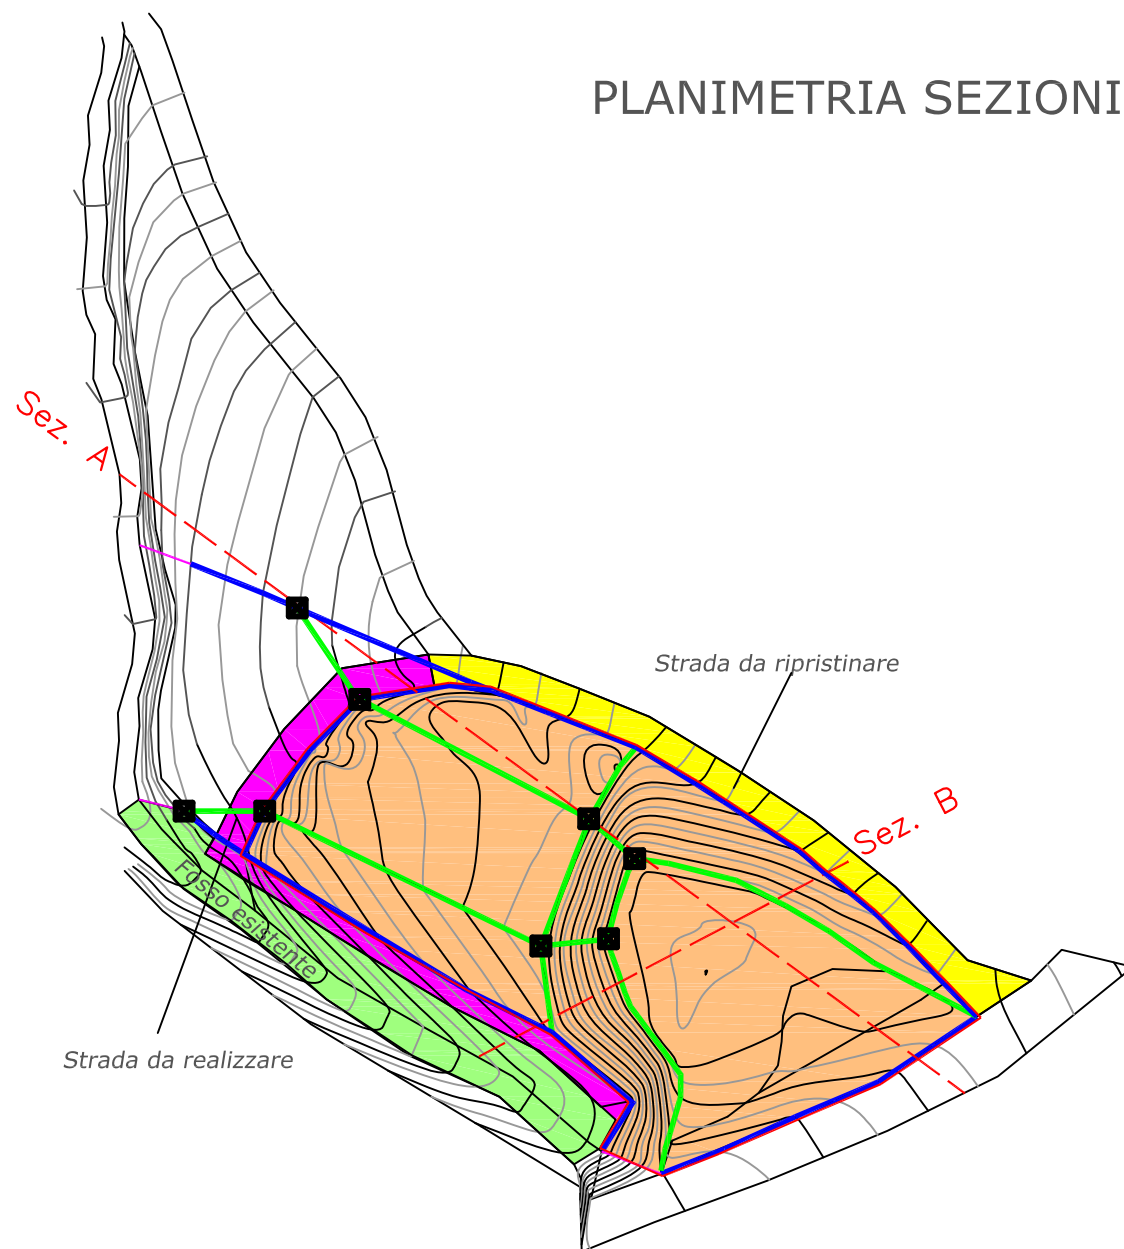 PLANIMETRIA SEZIONI
Sez. A
Strada da ripristinare
Sez. B
Fosso esistente
Strada da realizzare